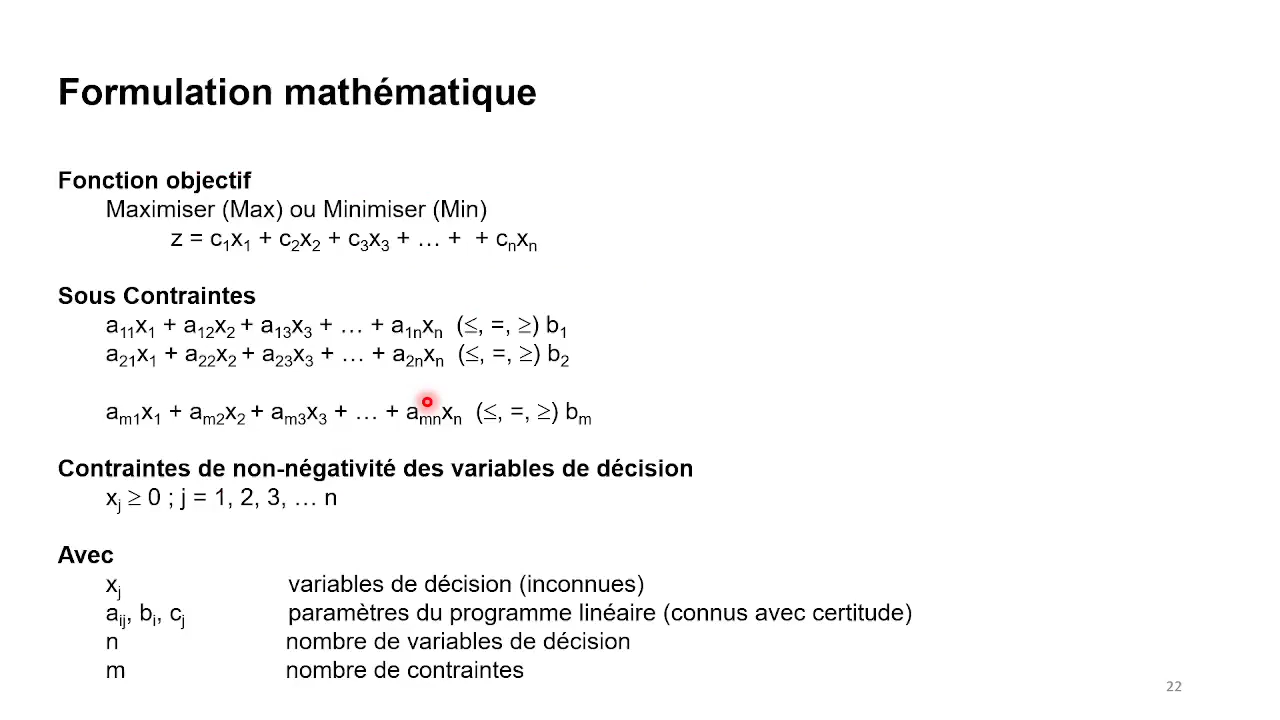 Formulation mathématique
Fonction objectif
Maximiser (Max) ou Minimiser (Min)
z = c₁x₁ + c₂x₂ + c₃x₃ + … + + cₙxₙ
Sous Contraintes
a₁₁x₁ + a₁₂x₂ + a₁₃x₃ + … + a₁ₙxₙ (≤, =, ≥) b₁
a₂₁x₁ + a₂₂x₂ + a₂₃x₃ + … + a₂ₙxₙ (≤, =, ≥) b₂
aₘ₁x₁ + aₘ₂x₂ + aₘ₃x₃ + … + aₘₙxₙ (≤, =, ≥) bₘ
Contraintes de non-négativité des variables de décision
xⱼ ≥ 0 ; j = 1, 2, 3, … n
Avec
xⱼ variables de décision (inconnues)
aᵢⱼ, bᵢ, cⱼ paramètres du programme linéaire (connus avec certitude)
n nombre de variables de décision
m nombre de contraintes
22